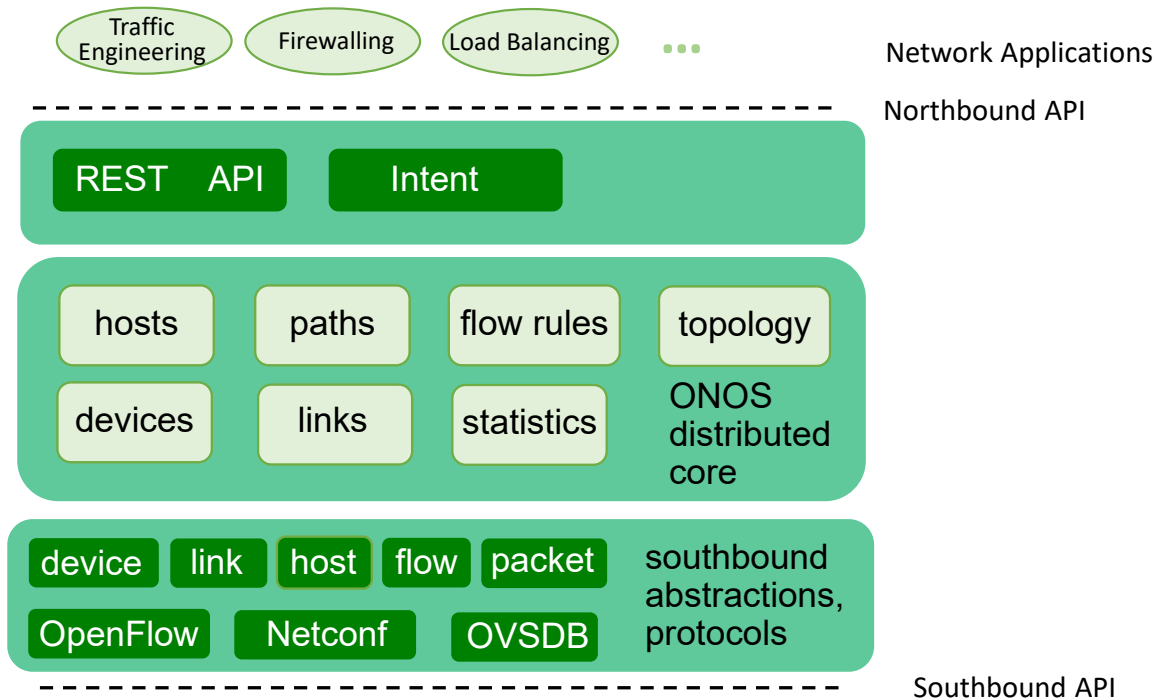 Traffic
Engineering
Firewalling
Load Balancing
...
Network Applications
Northbound API
REST API
Intent
hosts
paths
flow rules
topology
devices
links
statistics
ONOS
distributed
core
device
link
host
flow
packet
southbound
abstractions,
protocols
OpenFlow
Netconf
OVSDB
Southbound API